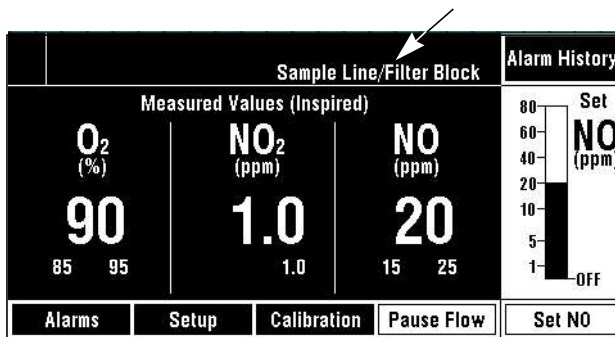 Sample Line/Filter Block
Alarm History
Measured Values (Inspired)
O₂
(%)
90
85 95
NO₂
(ppm)
1.0
1.0
NO
(ppm)
20
15 25
Set
NO
(ppm)
80
60
40
20
10
5
1
OFF
Alarms
Setup
Calibration
Pause Flow
Set NO